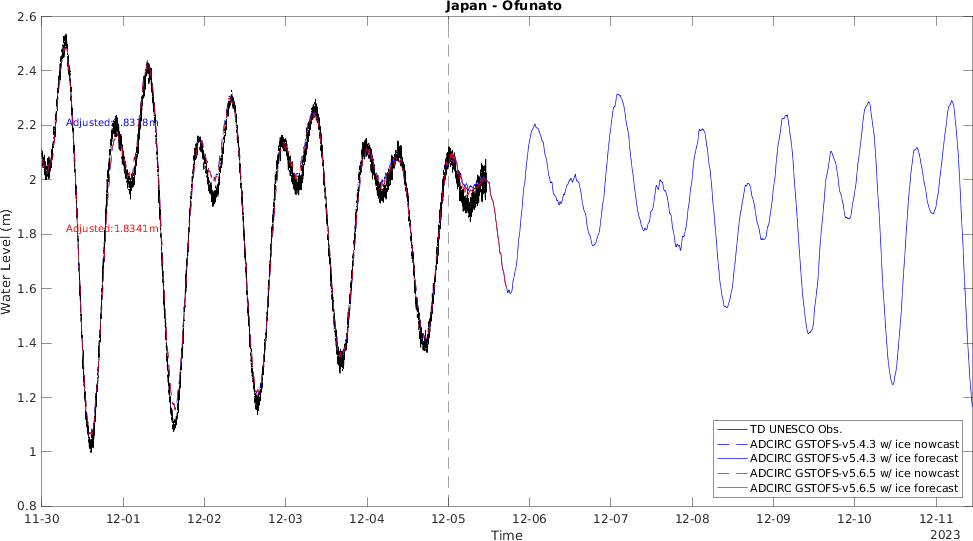 Japan - Ofunato
2.6
2.4
2.2
2
1.8
1.6
1.4
1.2
1
0.8
Water Level (m)
Adjusted:1.8378m
Adjusted:1.8341m
TD UNESCO Obs.
ADCIRC GSTOFS-v5.4.3 w/ ice nowcast
ADCIRC GSTOFS-v5.4.3 w/ ice forecast
ADCIRC GSTOFS-v5.6.5 w/ ice nowcast
ADCIRC GSTOFS-v5.6.5 w/ ice forecast
11-30 12-01 12-02 12-03 12-04 12-05 12-06 12-07 12-08 12-09 12-10 12-11
Time
2023